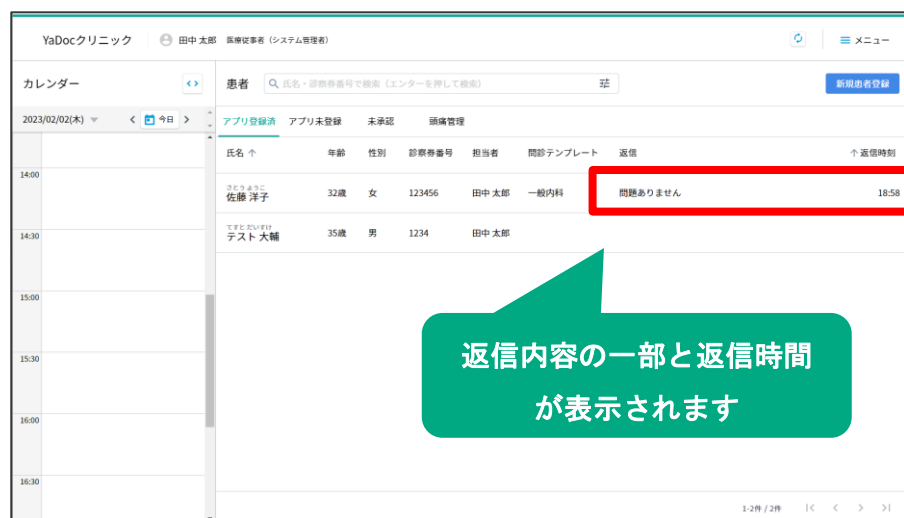 YaDocクリニック 田中 太郎 医療従事者（システム管理者） メニュー
カレンダー
2023/02/02(木) 今日
14:00
14:30
15:00
15:30
16:00
16:30
患者 氏名・診察券番号で検索（エンターを押して検索） 新規患者登録
アプリ登録済 アプリ未登録 未承認 頭痛管理
氏名 ↑ 年齢 性別 診察券番号 担当者 問診テンプレート 返信 ↑ 返信時刻
さとう ようこ
佐藤 洋子 32歳 女 123456 田中 太郎 一般内科 問題ありません 18:58
てすと だいすけ
テスト 大輔 35歳 男 1234 田中 太郎
返信内容の一部と返信時間
が表示されます
1-2件 / 2件